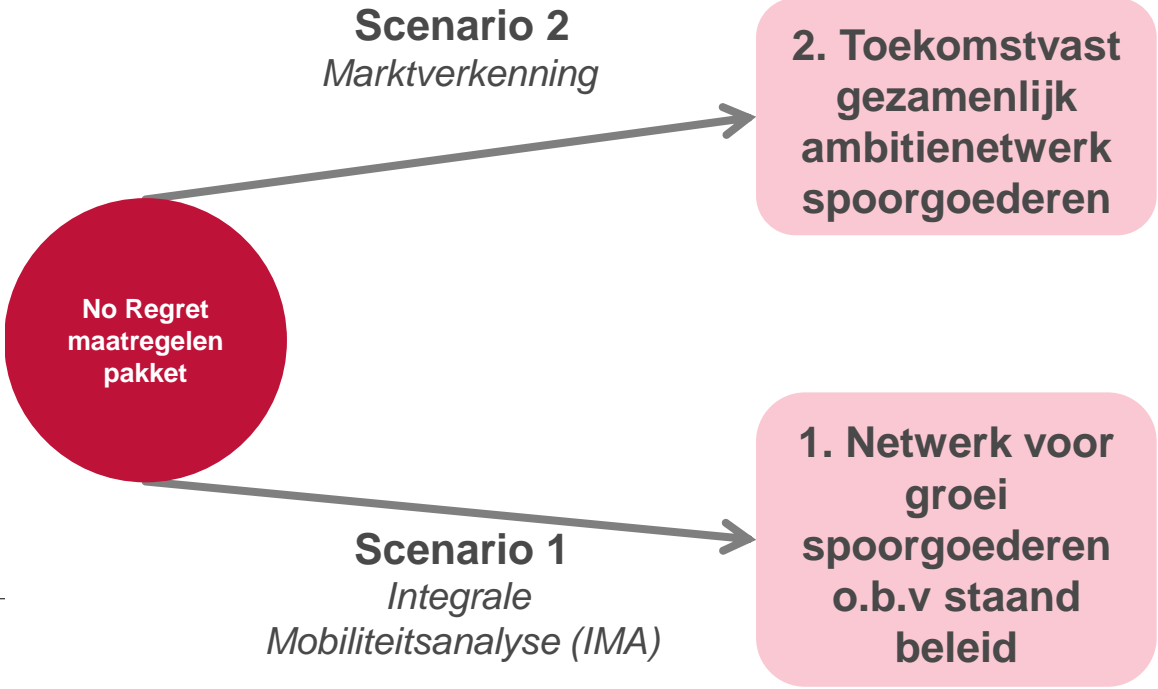 Scenario 2
Marktverkenning
2. Toekomstvast
gezamenlijk
ambitienetwerk
spoorgoederen
No Regret
maatregelen
pakket
Scenario 1
Integrale
Mobiliteitsanalyse (IMA)
1. Netwerk voor
groei
spoorgoederen
o.b.v staand
beleid